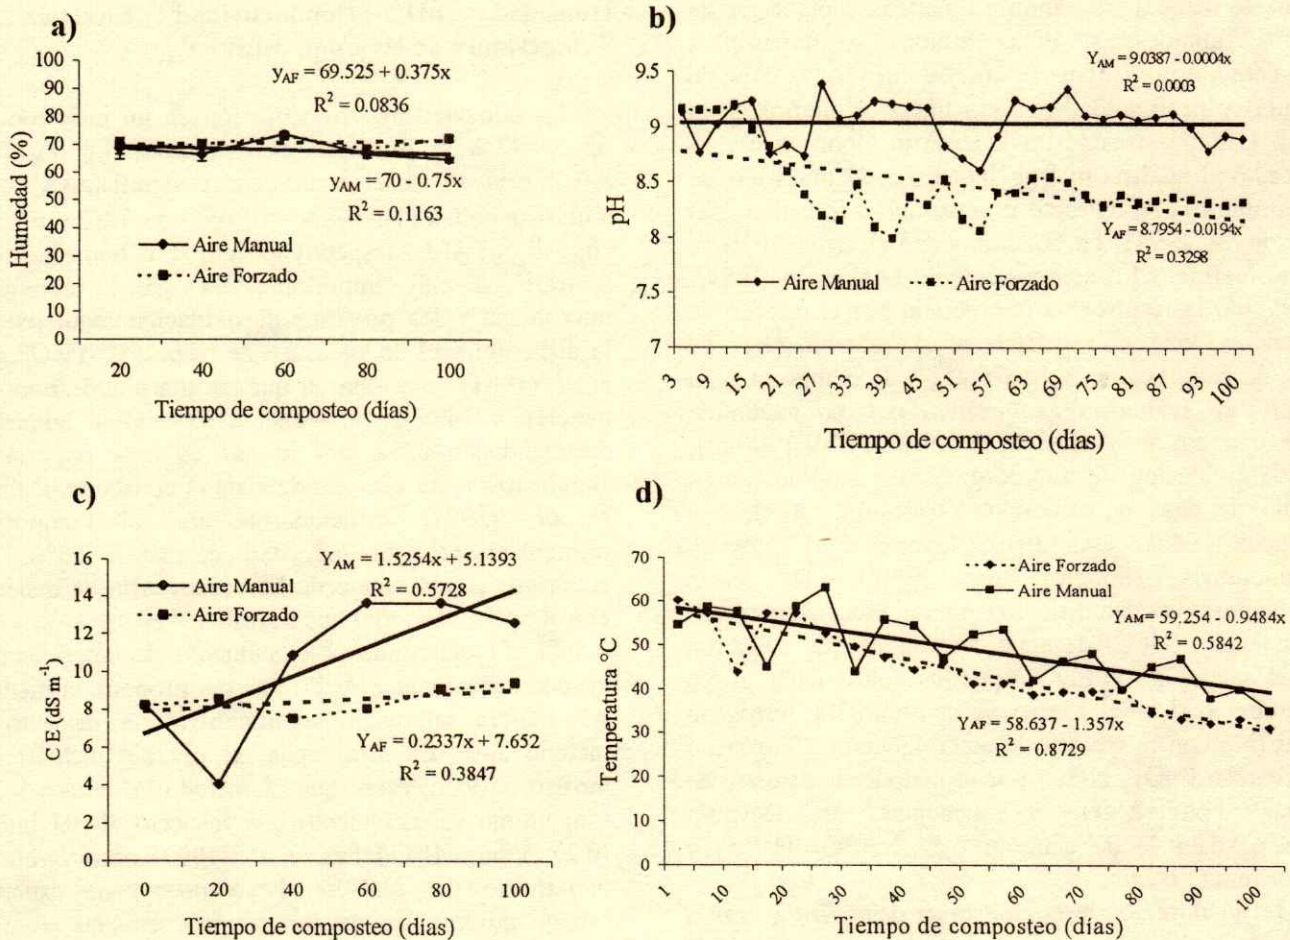 a)
100
90
80
70
60
50
40
30
20
10
0
Humedad (%)
y_AF = 69.525 + 0.375x
R² = 0.0836
y_AM = 70 - 0.75x
R² = 0.1163
Aire Manual
Aire Forzado
20 40 60 80 100
Tiempo de composteo (días)
b)
9.5
9
8.5
8
7.5
7
pH
Y_AM = 9.0387 - 0.0004x
R² = 0.0003
Y_AF = 8.7954 - 0.0194x
R² = 0.3298
Aire Manual
Aire Forzado
3 9 15 21 27 33 39 45 51 57 63 69 75 81 87 93 100
Tiempo de composteo (días)
c)
16
14
12
10
8
6
4
2
0
CE (dS m⁻¹)
Aire Manual
Aire Forzado
Y_AM = 1.5254x + 5.1393
R² = 0.5728
Y_AF = 0.2337x + 7.652
R² = 0.3847
0 20 40 60 80 100
Tiempo de composteo (días)
d)
70
60
50
40
30
20
10
0
Temperatura °C
Aire Forzado
Aire Manual
Y_AM = 59.254 - 0.9484x
R² = 0.5842
Y_AF = 58.637 - 1.357x
R² = 0.8729
1 10 20 30 40 50 60 70 80 90 100
Tiempo de composteo (días)